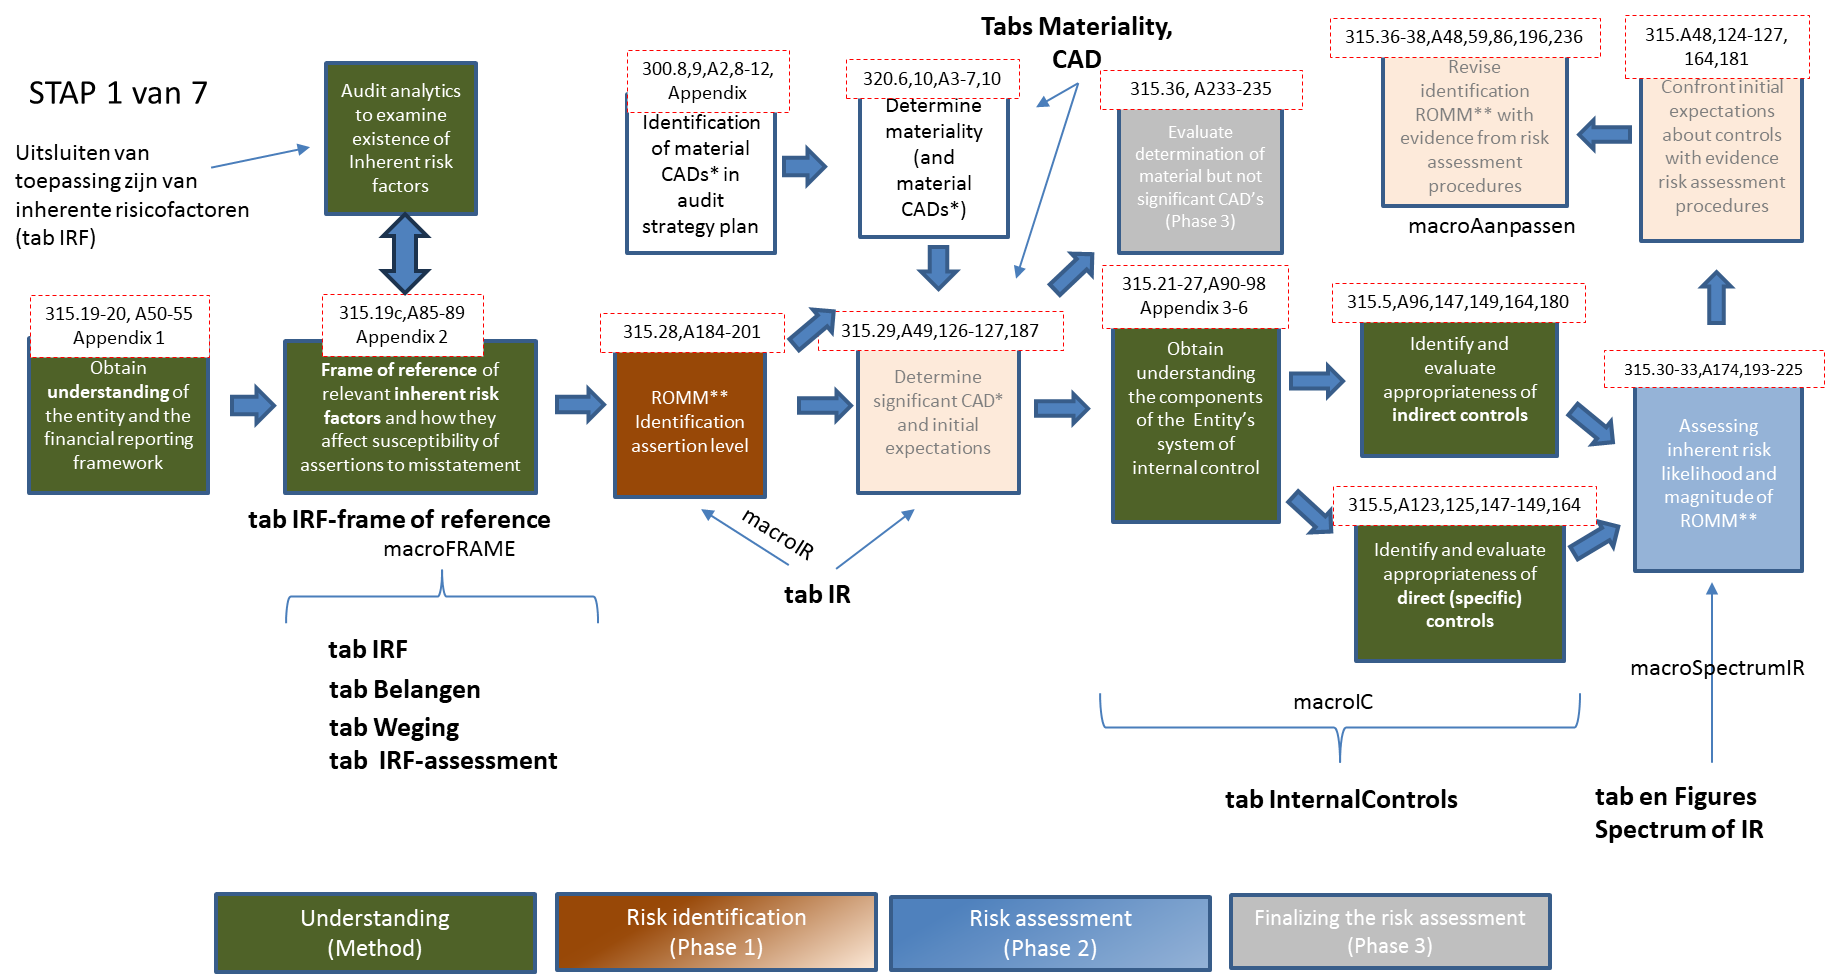 STAP 1 van 7
Uitsluiten van
toepassing zijn van
inherente risicofactoren
(tab IRF)
Audit analytics
to examine
existence of
Inherent risk
factors
300.8,9,A2,8-12,
Appendix
Identification
of material
CADs* in
audit
strategy plan
320.6,10,A3-7,10
Determine
materiality
(and
material
CADs*)
Tabs Materiality,
CAD
315.36, A233-235
Evaluate
determination of
material but not
significant CAD's
(Phase 3)
315.36-38,A48,59,86,196,236
Revise
identification
ROMM** with
evidence from risk
assessment
procedures
macroAanpassen
315.A48,124-127,
164,181
Confront initial
expectations
about controls
with evidence
risk assessment
procedures
315.19-20, A50-55
Appendix 1
Obtain
understanding of
the entity and the
financial reporting
framework
315.19c,A85-89
Appendix 2
Frame of reference of
relevant inherent risk
factors and how they
affect susceptibility of
assertions to misstatement
tab IRF-frame of reference
macroFRAME
tab IRF
tab Belangen
tab Weging
tab IRF-assessment
315.28,A184-201
ROMM**
Identification
assertion level
315.29,A49,126-127,187
Determine
significant CAD*
and initial
expectations
macroIR
tab IR
315.21-27,A90-98
Appendix 3-6
Obtain
understanding
the components
of the Entity's
system of
internal control
315.5,A96,147,149,164,180
Identify and
evaluate
appropriateness of
indirect controls
315.5,A123,125,147-149,164
Identify and evaluate
appropriateness of
direct (specific)
controls
macroIC
tab InternalControls
315.30-33,A174,193-225
Assessing
inherent risk
likelihood and
magnitude of
ROMM**
macroSpectrumIR
tab en Figures
Spectrum of IR
Understanding
(Method)
Risk identification
(Phase 1)
Risk assessment
(Phase 2)
Finalizing the risk assessment
(Phase 3)